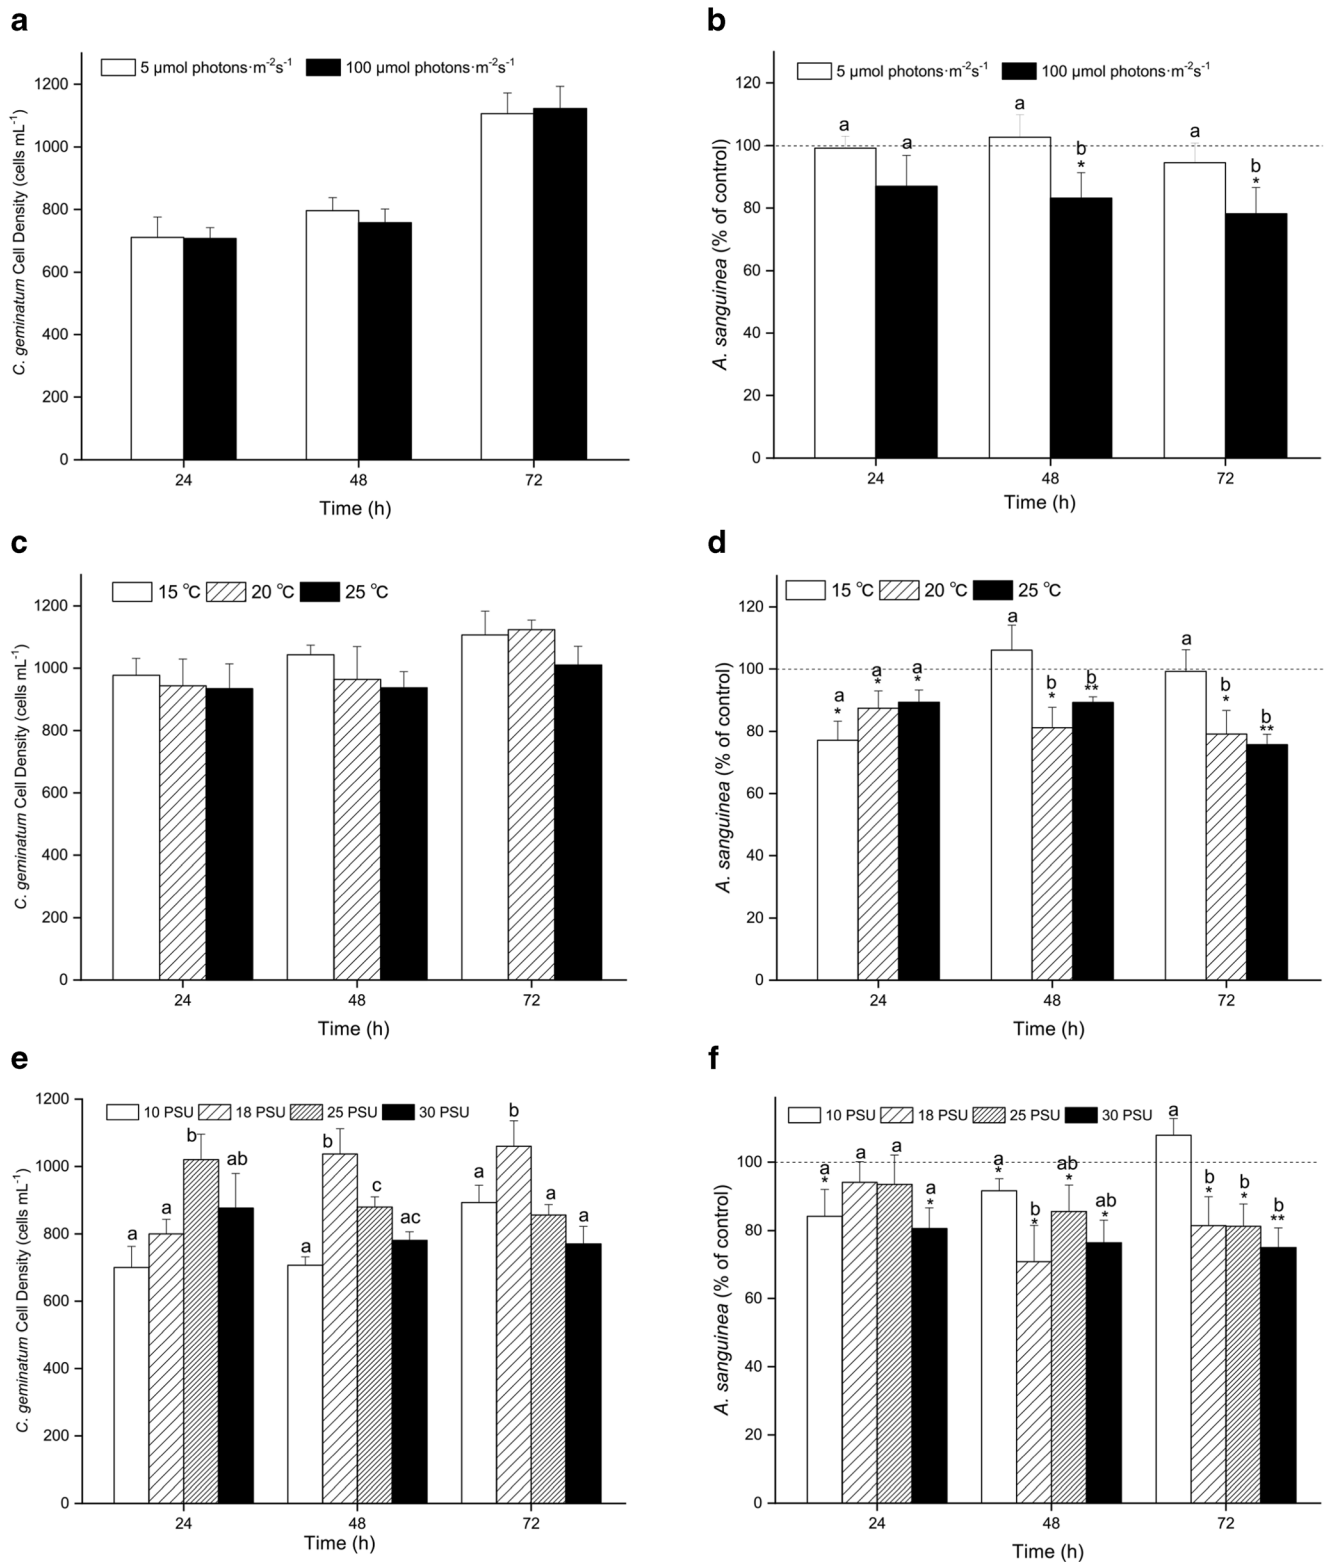 a
5 µmol photons·m-2s-1 100 µmol photons·m-2s-1
C. geminatum Cell Density (cells mL-1)
1200
1000
800
600
400
200
0
24 48 72
Time (h)
b
5 µmol photons·m-2s-1 100 µmol photons·m-2s-1
A. sanguinea (% of control)
120
100
80
60
40
20
0
a a a b * a b *
24 48 72
Time (h)
c
15 °C 20 °C 25 °C
C. geminatum Cell Density (cells mL-1)
1200
1000
800
600
400
200
0
24 48 72
Time (h)
d
15 °C 20 °C 25 °C
A. sanguinea (% of control)
120
100
80
60
40
20
0
a * a * a * a b * b ** a b * b **
24 48 72
Time (h)
e
10 PSU 18 PSU 25 PSU 30 PSU
C. geminatum Cell Density (cells mL-1)
1200
1000
800
600
400
200
0
a a b ab a b c ac a b a a
24 48 72
Time (h)
f
10 PSU 18 PSU 25 PSU 30 PSU
A. sanguinea (% of control)
100
80
60
40
20
0
a * a a a * a * b * ab * ab * a b * b * b **
24 48 72
Time (h)